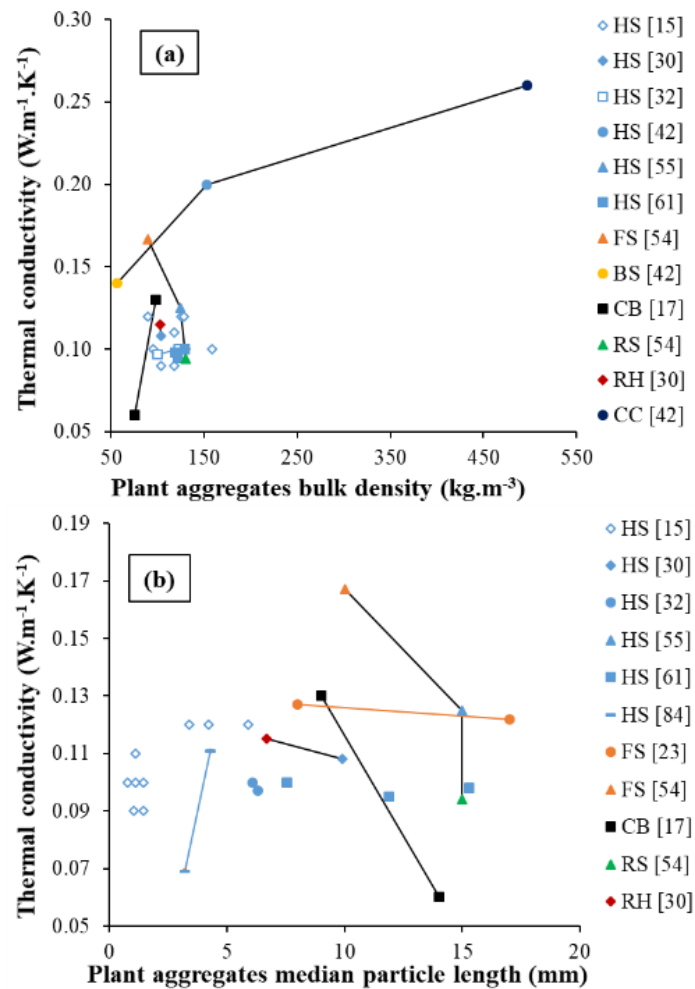 Thermal conductivity (W.m⁻¹.K⁻¹)
0.30
0.25
0.20
0.15
0.10
0.05
(a)
50 150 250 350 450 550
Plant aggregates bulk density (kg.m⁻³)
HS [15]
HS [30]
HS [32]
HS [42]
HS [55]
HS [61]
FS [54]
BS [42]
CB [17]
RS [54]
RH [30]
CC [42]
Thermal conductivity (W.m⁻¹.K⁻¹)
0.19
0.17
0.15
0.13
0.11
0.09
0.07
0.05
(b)
0 5 10 15 20
Plant aggregates median particle length (mm)
HS [15]
HS [30]
HS [32]
HS [55]
HS [61]
HS [84]
FS [23]
FS [54]
CB [17]
RS [54]
RH [30]